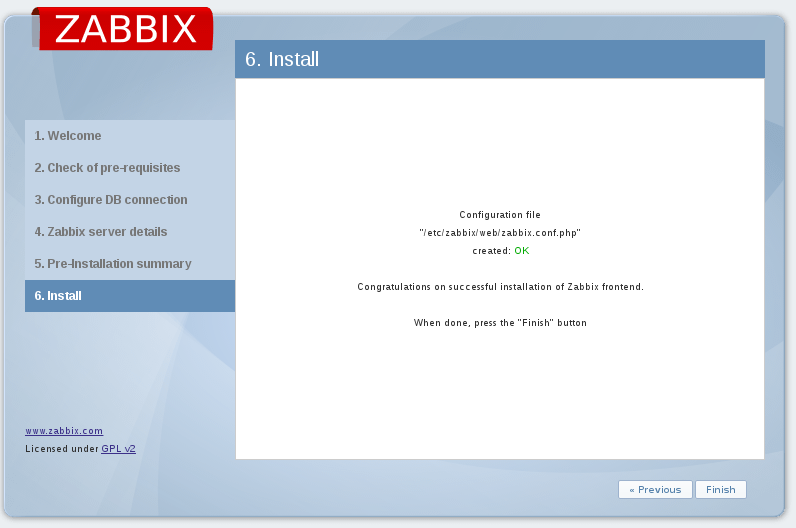 ZABBIX
6. Install
1. Welcome
2. Check of pre-requisites
3. Configure DB connection
4. Zabbix server details
5. Pre-Installation summary
6. Install
Configuration file
"/etc/zabbix/web/zabbix.conf.php"
created: OK
Congratulations on successful installation of Zabbix frontend.
When done, press the "Finish" button
www.zabbix.com
Licensed under GPL v2
« Previous
Finish